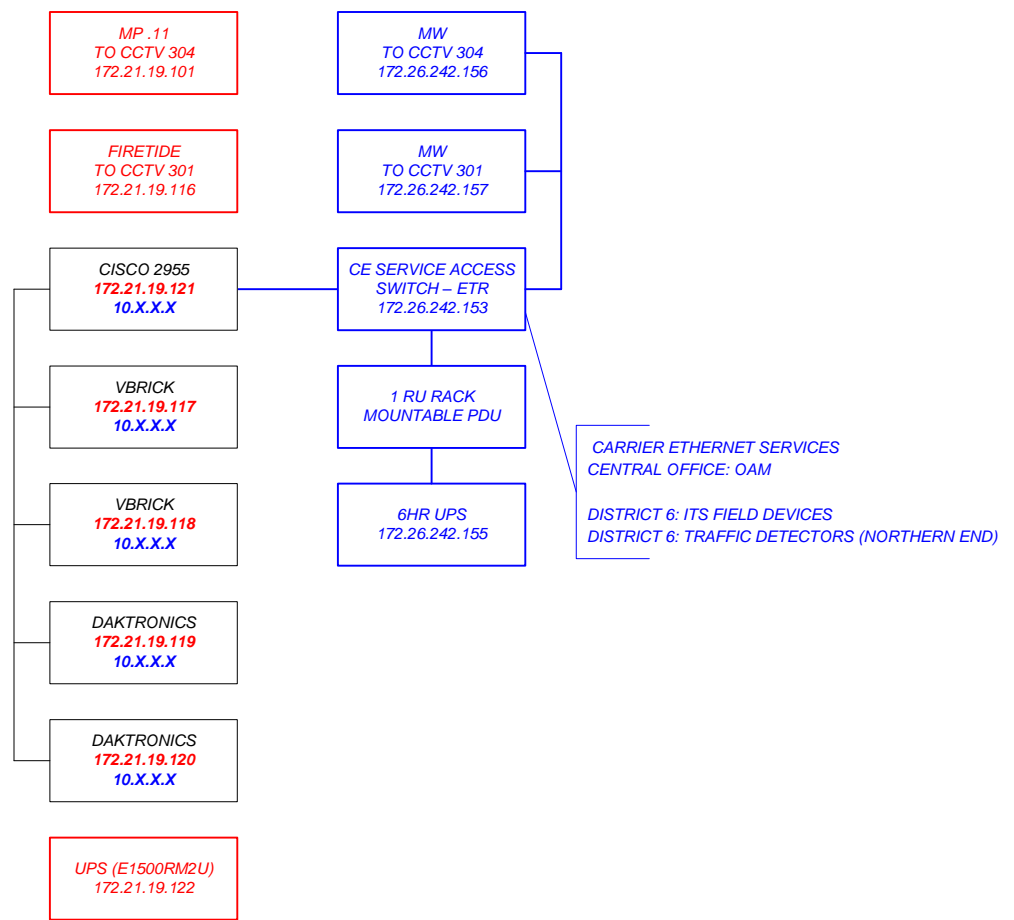 MP .11
TO CCTV 304
172.21.19.101
MW
TO CCTV 304
172.26.242.156
FIRETIDE
TO CCTV 301
172.21.19.116
MW
TO CCTV 301
172.26.242.157
CISCO 2955
172.21.19.121
10.X.X.X
CE SERVICE ACCESS
SWITCH – ETR
172.26.242.153
VBRICK
172.21.19.117
10.X.X.X
1 RU RACK
MOUNTABLE PDU
CARRIER ETHERNET SERVICES
CENTRAL OFFICE: OAM
DISTRICT 6: ITS FIELD DEVICES
DISTRICT 6: TRAFFIC DETECTORS (NORTHERN END)
VBRICK
172.21.19.118
10.X.X.X
6HR UPS
172.26.242.155
DAKTRONICS
172.21.19.119
10.X.X.X
DAKTRONICS
172.21.19.120
10.X.X.X
UPS (E1500RM2U)
172.21.19.122